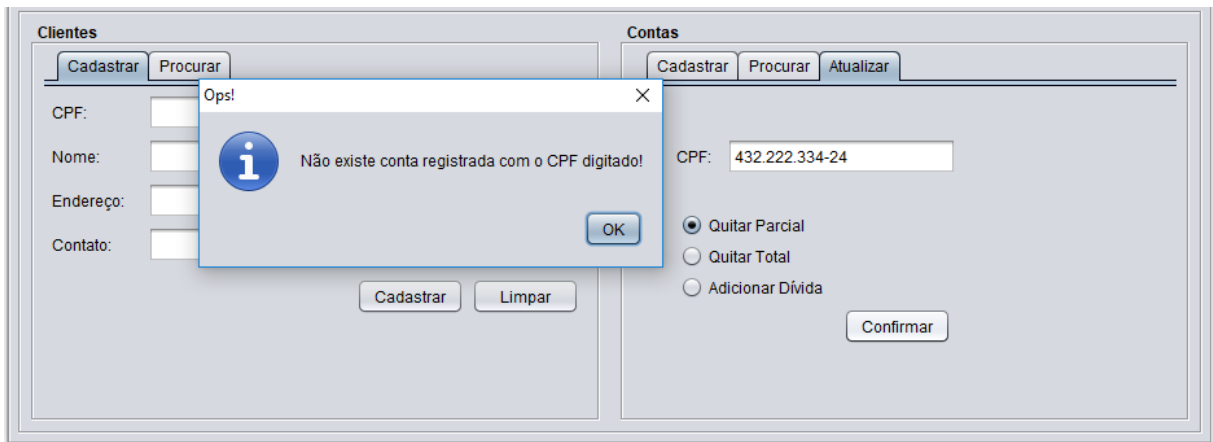 Clientes
Cadastrar Procurar
CPF:
Nome:
Endereço:
Contato:
Cadastrar Limpar
Ops!
Não existe conta registrada com o CPF digitado!
OK
Contas
Cadastrar Procurar Atualizar
CPF: 432.222.334-24
Quitar Parcial
Quitar Total
Adicionar Dívida
Confirmar